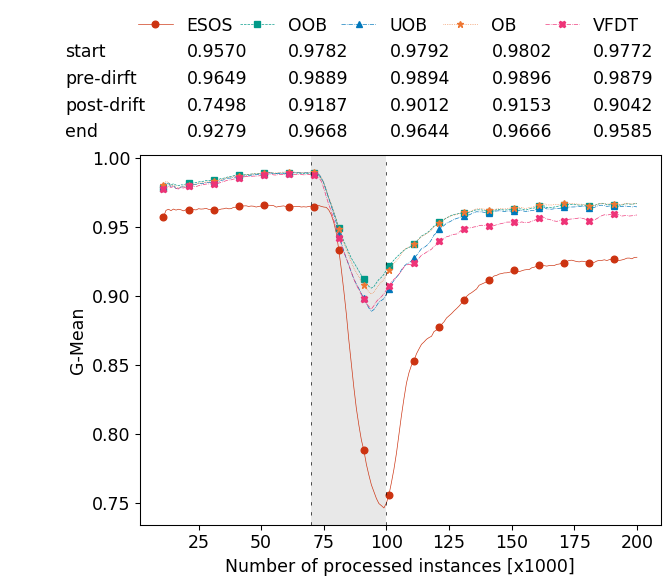 ESOS OOB UOB OB VFDT
start 0.9570 0.9782 0.9792 0.9802 0.9772
pre-dirft 0.9649 0.9889 0.9894 0.9896 0.9879
post-drift 0.7498 0.9187 0.9012 0.9153 0.9042
end 0.9279 0.9668 0.9644 0.9666 0.9585
1.00
0.95
0.90
0.85
0.80
0.75
G-Mean
25 50 75 100 125 150 175 200
Number of processed instances [x1000]